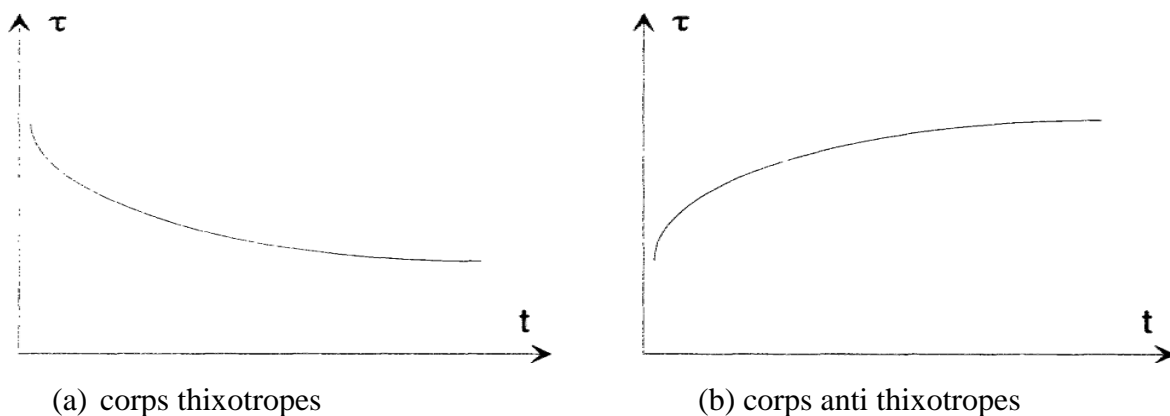 τ
τ
t
t
(a) corps thixotropes
(b) corps anti thixotropes